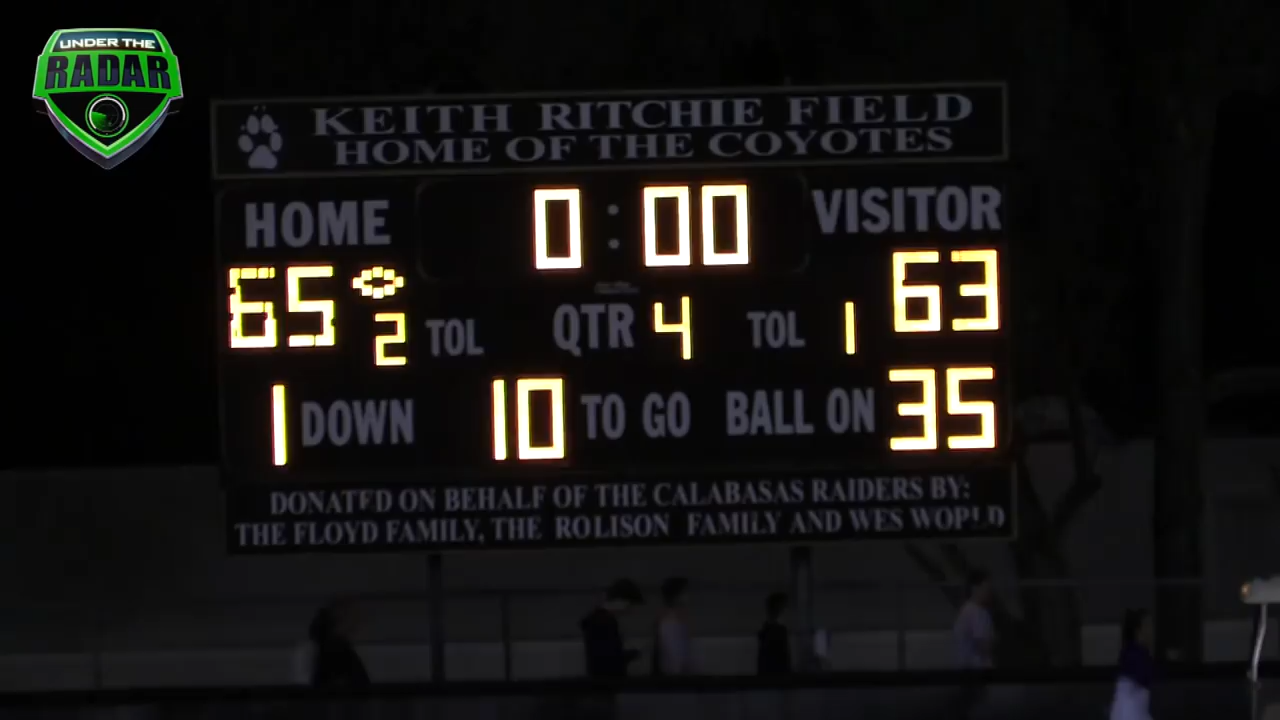 UNDER THE
RADAR
KEITH RITCHIE FIELD
HOME OF THE COYOTES
HOME 0:00 VISITOR
65 2 TOL QTR 4 TOL 1 63
1 DOWN 10 TO GO BALL ON 35
DONATED ON BEHALF OF THE CALABASAS RAIDERS BY:
THE FLOYD FAMILY, THE ROLISON FAMILY AND WES WORLD